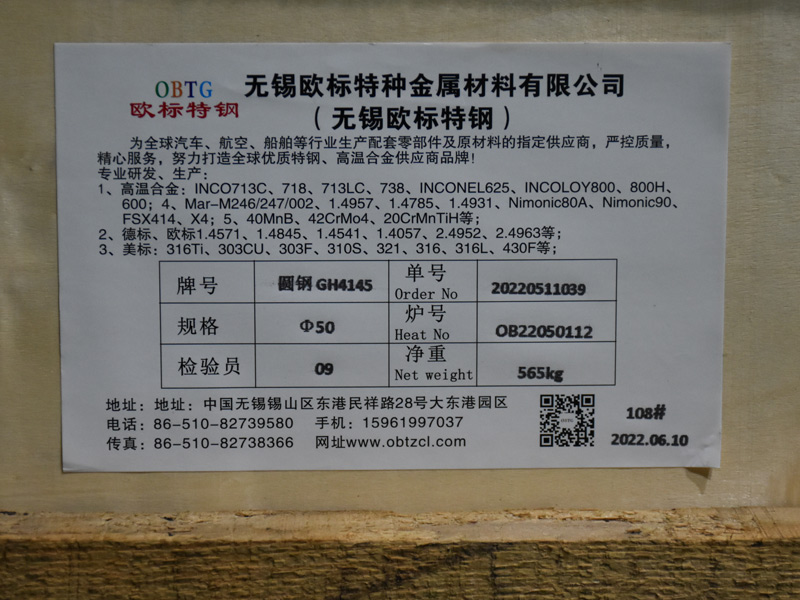 OBTG
欧标特钢
无锡欧标特种金属材料有限公司
（无锡欧标特钢）
为全球汽车、航空、船舶等行业生产配套零部件及原材料的指定供应商，严控质量，
精心服务，努力打造全球优质特钢、高温合金供应商品牌！
专业研发、生产：
1、高温合金：INCO713C、718、713LC、738、INCONEL625、INCOLOY800、800H、
600；4、Mar-M246/247/002、1.4957、1.4785、1.4931、Nimonic80A、Nimonic90、
FSX414、X4；5、40MnB、42CrMo4、20CrMnTiH等；
2、德标、欧标1.4571、1.4845、1.4541、1.4057、2.4952、2.4963等；
3、美标：316Ti、303CU、303F、310S、321、316、316L、430F等；
牌号 圆钢 GH4145 单号 Order No 20220511039
规格 Φ50 炉号 Heat No OB22050112
检验员 09 净重 Net weight 565kg
地址：地址：中国无锡锡山区东港民祥路28号大东港园区
电话：86-510-82739580 手机：15961997037
传真：86-510-82738366 网址www.obtzcl.com
108#
2022.06.10